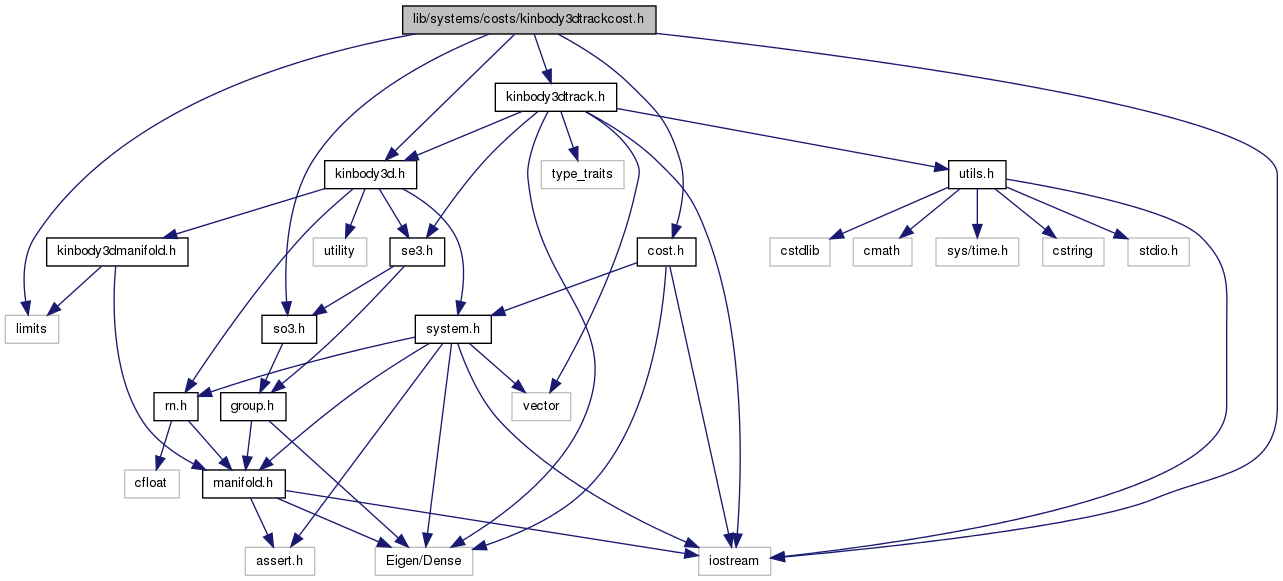 lib/systems/costs/kinbody3dtrackcost.h
kinbody3dtrack.h
kinbody3d.h
type_traits
utils.h
kinbody3dmanifold.h
utility
se3.h
cost.h
cstdlib
cmath
sys/time.h
cstring
stdio.h
limits
so3.h
system.h
rn.h
group.h
vector
cfloat
manifold.h
assert.h
Eigen/Dense
iostream